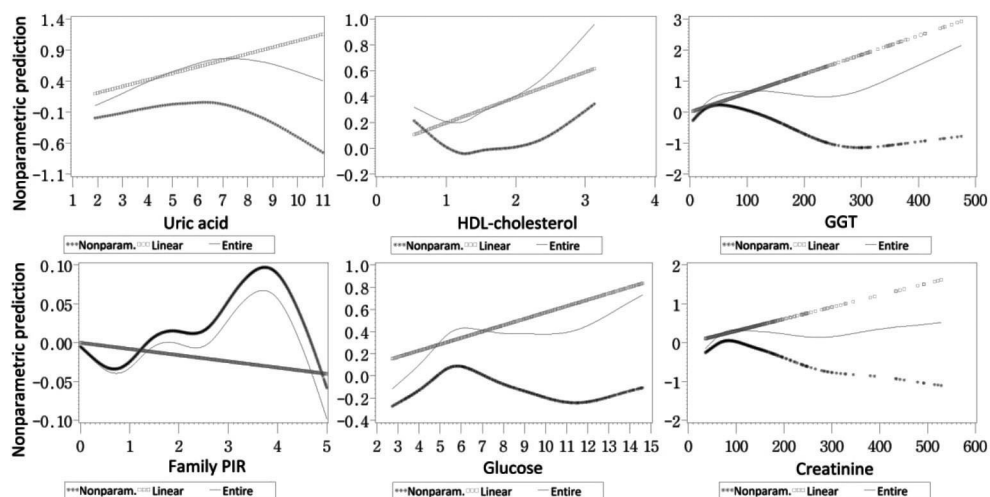 Nonparametric prediction
1.4
0.9
0.4
-0.1
-0.6
-1.1
1 2 3 4 5 6 7 8 9 10 11
Uric acid
***Nonparam. □□□ Linear — Entire
1.0
0.8
0.6
0.4
0.2
0.0
-0.2
0 1 2 3 4
HDL-cholesterol
***Nonparam. □□□ Linear — Entire
3
2
1
0
-1
-2
0 100 200 300 400 500
GGT
***Nonparam. □□□ Linear — Entire
Nonparametric prediction
0.10
0.05
0.00
-0.05
-0.10
0 1 2 3 4 5
Family PIR
***Nonparam. □□□ Linear — Entire
1.0
0.8
0.6
0.4
0.2
0.0
-0.2
-0.4
2 3 4 5 6 7 8 9 10 11 12 13 14 15
Glucose
***Nonparam. □□□ Linear — Entire
2
1
0
-1
-2
0 100 200 300 400 500 600
Creatinine
***Nonparam. □□□ Linear — Entire